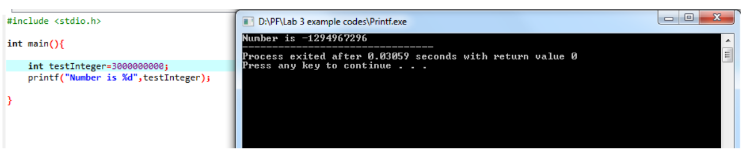 #include <stdio.h>
int main(){
int testInteger=3000000000;
printf("Number is %d",testInteger);
}
D:\PF\Lab 3 example codes\Printf.exe
Number is -1294967296
--------------------------------
Process exited after 0.03059 seconds with return value 0
Press any key to continue . . .